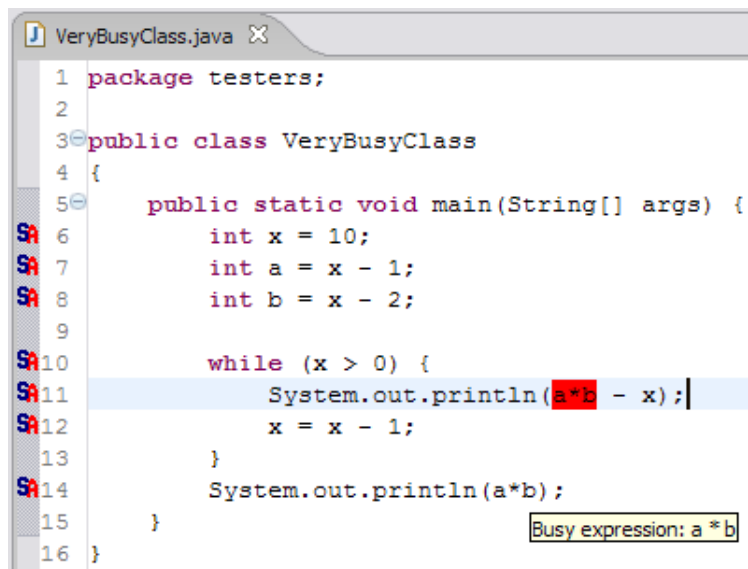 VeryBusyClass.java
1 package testers;
2
3 public class VeryBusyClass
4 {
5     public static void main(String[] args) {
SA 6         int x = 10;
SA 7         int a = x - 1;
SA 8         int b = x - 2;
9
SA 10         while (x > 0) {
SA 11             System.out.println(a*b - x);
SA 12             x = x - 1;
13         }
SA 14         System.out.println(a*b);
15     }
Busy expression: a * b
16 }